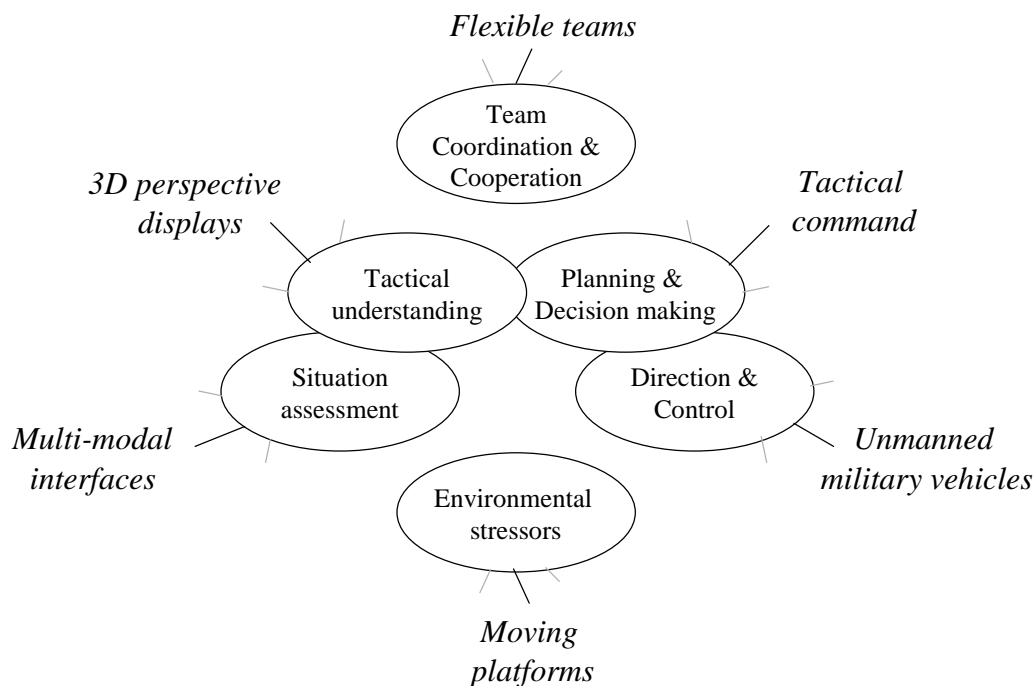 Flexible teams
Team
Coordination &
Cooperation
3D perspective
displays
Tactical
command
Tactical
understanding
Planning &
Decision making
Situation
assessment
Direction &
Control
Multi-modal
interfaces
Unmanned
military vehicles
Environmental
stressors
Moving
platforms